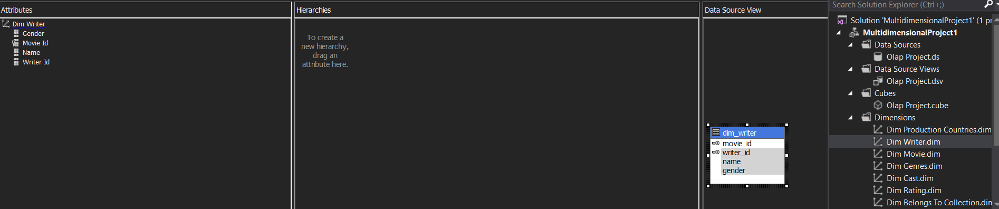 Attributes
Dim Writer
Gender
Movie Id
Name
Writer Id
Hierarchies
To create a
new hierarchy,
drag an
attribute here.
Data Source View
dim_writer
movie_id
writer_id
name
gender
Search Solution Explorer (Ctrl+;)
Solution 'MultidimensionalProject1' (1 pr
MultidimensionalProject1
Data Sources
Olap Project.ds
Data Source Views
Olap Project.dsv
Cubes
Olap Project.cube
Dimensions
Dim Production Countries.dim
Dim Writer.dim
Dim Movie.dim
Dim Genres.dim
Dim Cast.dim
Dim Rating.dim
Dim Belongs To Collection.dim